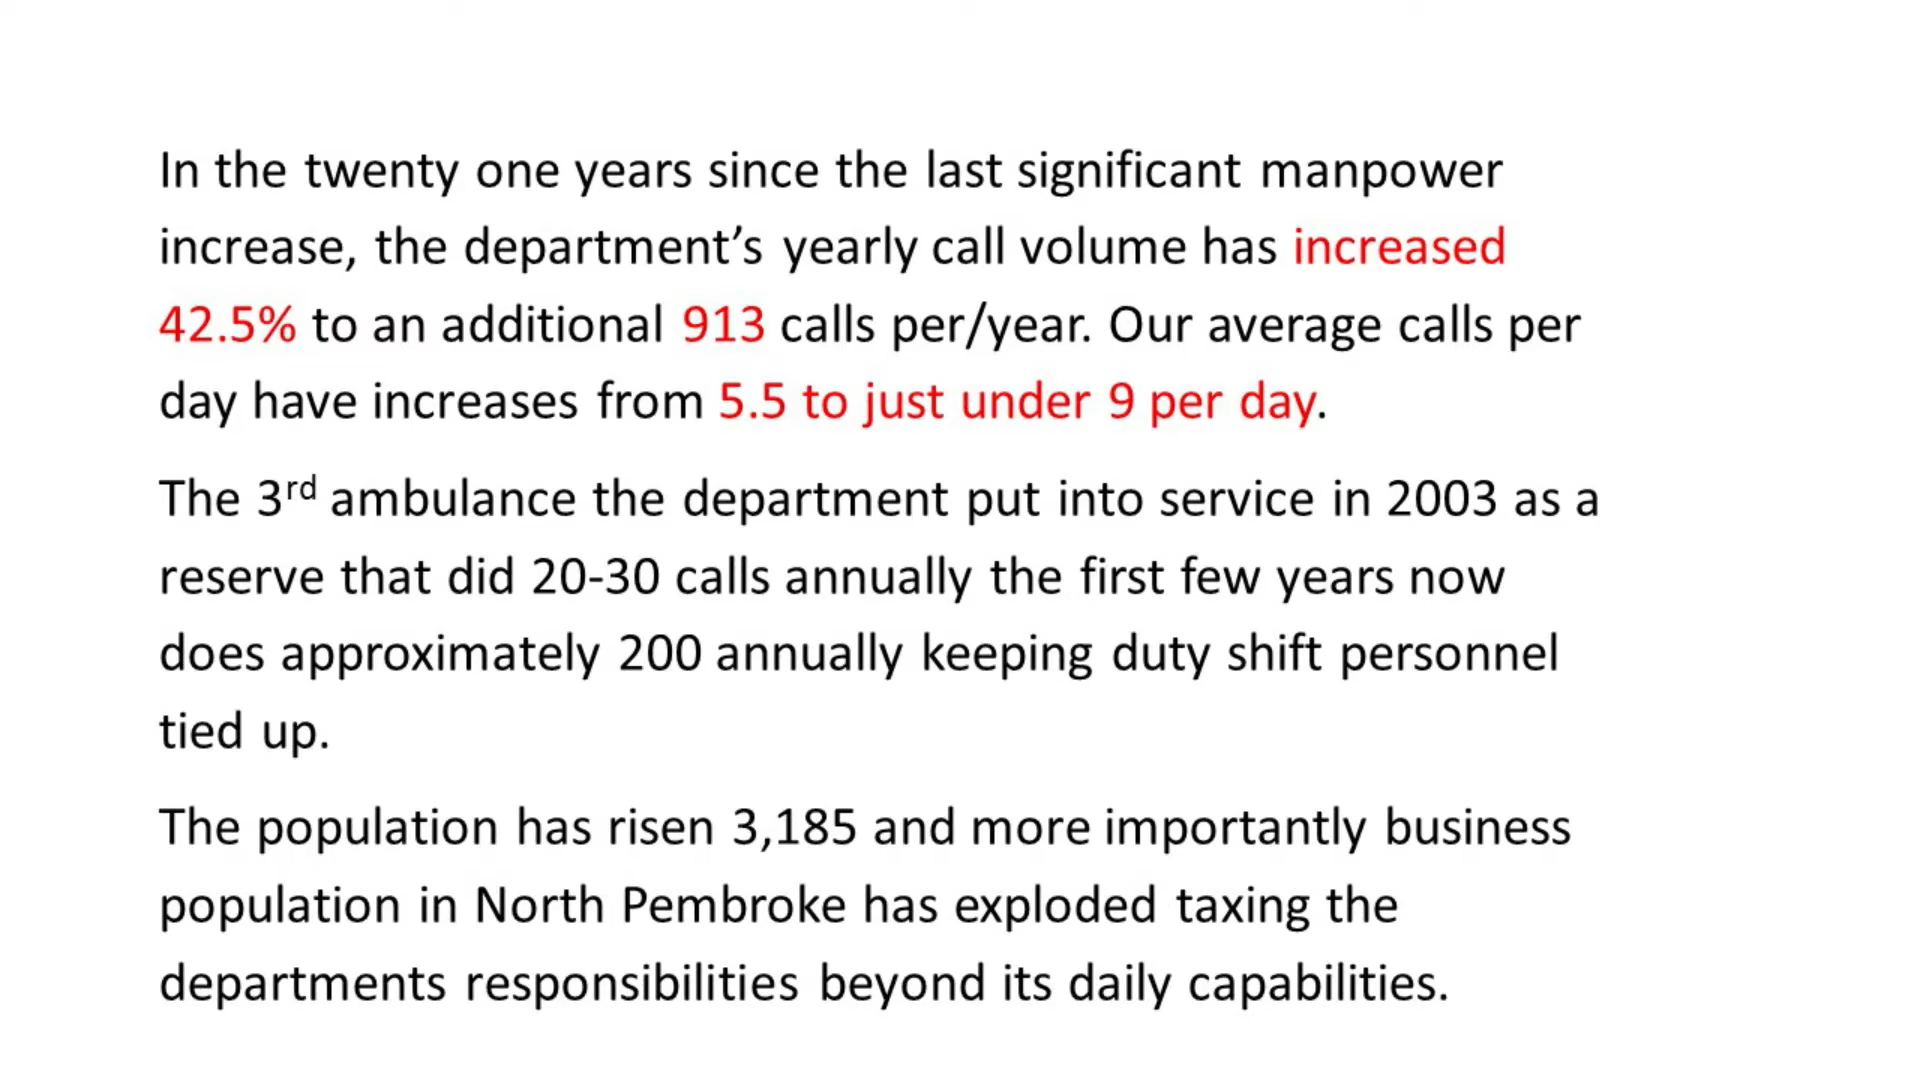 In the twenty one years since the last significant manpower
increase, the department’s yearly call volume has increased
42.5% to an additional 913 calls per/year. Our average calls per
day have increases from 5.5 to just under 9 per day.
The 3rd ambulance the department put into service in 2003 as a
reserve that did 20-30 calls annually the first few years now
does approximately 200 annually keeping duty shift personnel
tied up.
The population has risen 3,185 and more importantly business
population in North Pembroke has exploded taxing the
departments responsibilities beyond its daily capabilities.